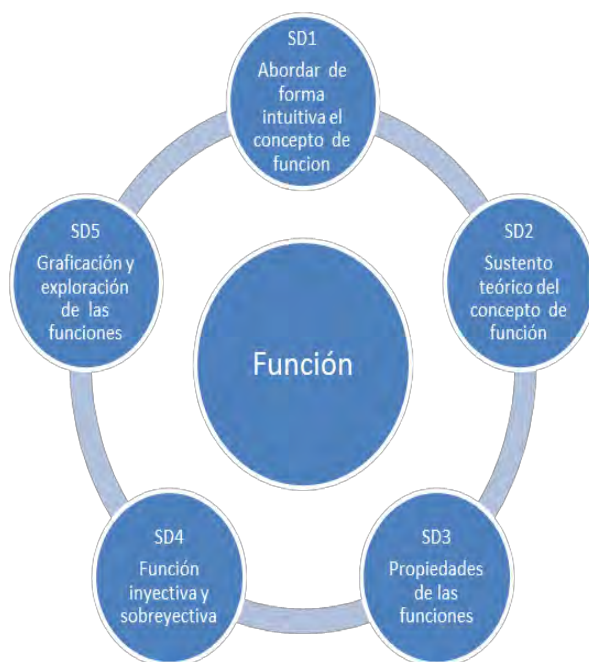 SD1
Abordar de
forma
intuitiva el
concepto de
funcion
SD2
Sustento
teórico del
concepto de
función
SD3
Propiedades
de las
funciones
SD4
Función
inyectiva y
sobreyectiva
SD5
Graficación y
exploración
de las
funciones
Función